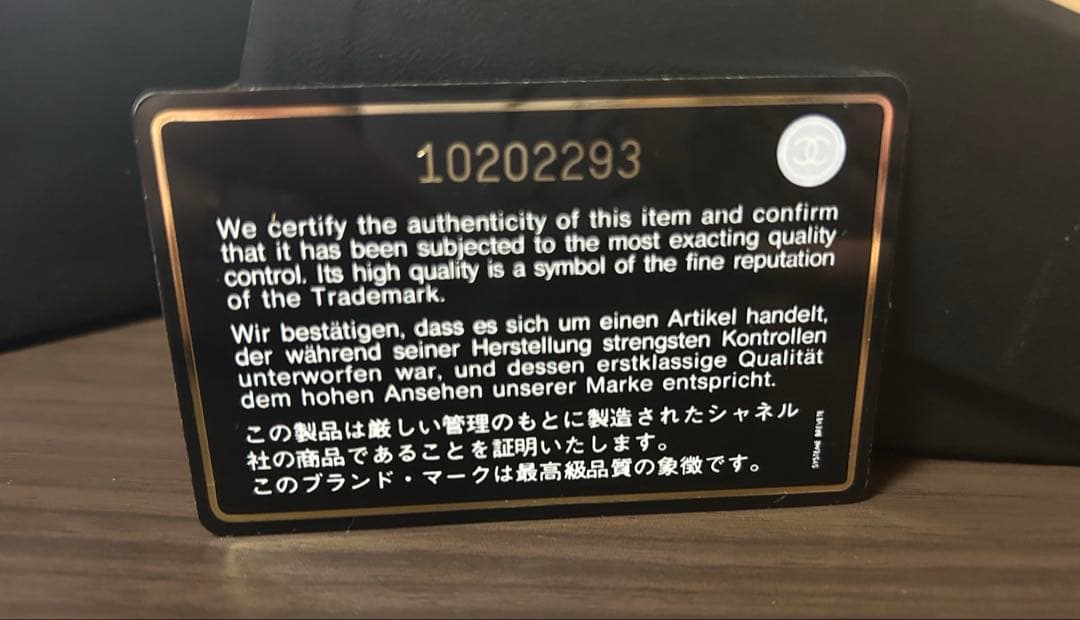 10202293
We certify the authenticity of this item and confirm
that it has been subjected to the most exacting quality
control. Its high quality is a symbol of the fine reputation
of the Trademark.
Wir bestätigen, dass es sich um einen Artikel handelt,
der während seiner Herstellung strengsten Kontrollen
unterworfen war, und dessen erstklassige Qualität
dem hohen Ansehen unserer Marke entspricht.
この製品は厳しい管理のもとに製造されたシャネル
社の商品であることを証明いたします。
このブランド・マークは最高級品質の象徴です。
SYSTEME BREVETE